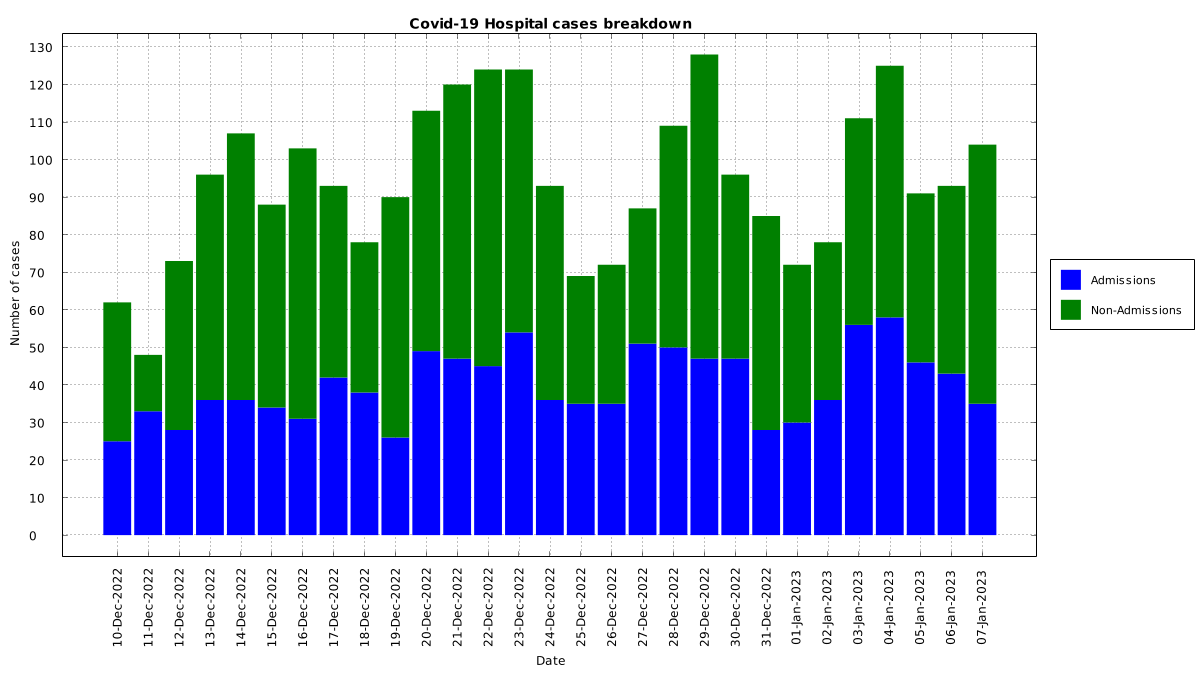 Covid-19 Hospital cases breakdown
130
120
110
100
90
80
70
60
50
40
30
20
10
0
Number of cases
10-Dec-2022
11-Dec-2022
12-Dec-2022
13-Dec-2022
14-Dec-2022
15-Dec-2022
16-Dec-2022
17-Dec-2022
18-Dec-2022
19-Dec-2022
20-Dec-2022
21-Dec-2022
22-Dec-2022
23-Dec-2022
24-Dec-2022
25-Dec-2022
26-Dec-2022
27-Dec-2022
28-Dec-2022
29-Dec-2022
30-Dec-2022
31-Dec-2022
01-Jan-2023
02-Jan-2023
03-Jan-2023
04-Jan-2023
05-Jan-2023
06-Jan-2023
07-Jan-2023
Date
Admissions
Non-Admissions